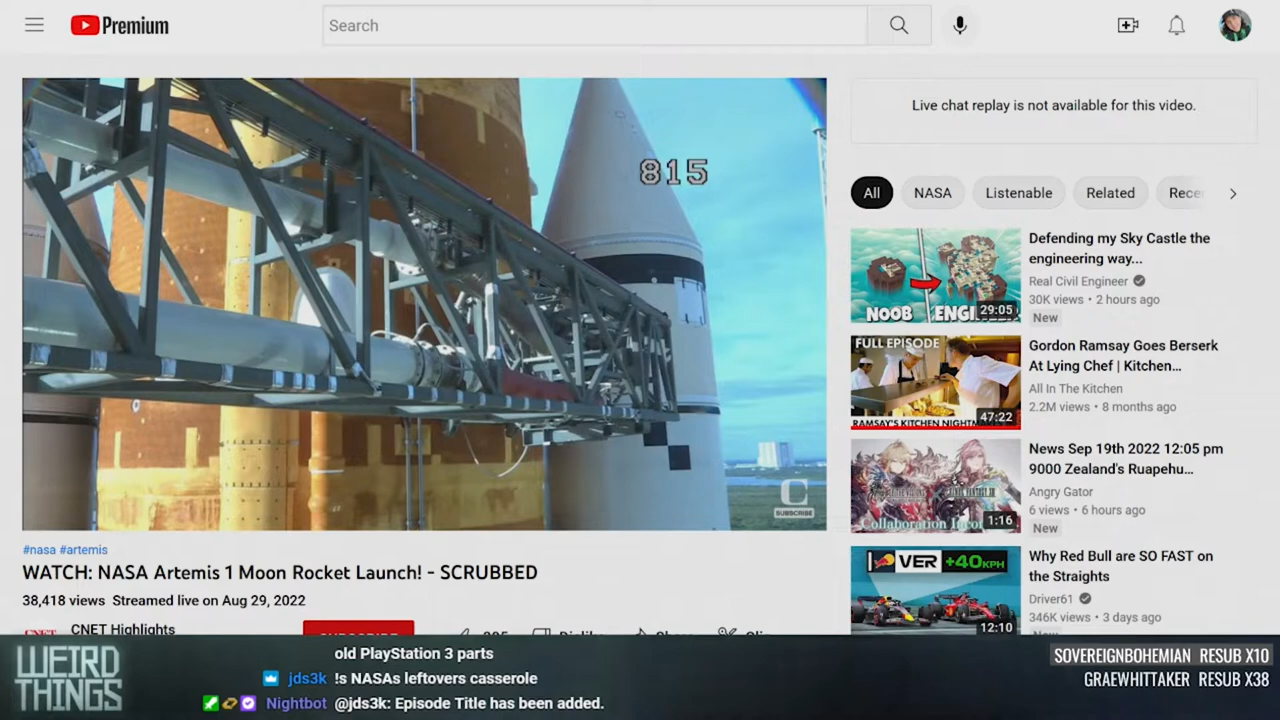 Premium
Search
815
SUBSCRIBE
Live chat replay is not available for this video.
All
NASA
Listenable
Related
NOOB
29:05
Defending my Sky Castle the
engineering way...
Real Civil Engineer
30K views • 2 hours ago
New
FULL EPISODE
RAMSAY'S KITCHEN
47:22
Gordon Ramsay Goes Berserk
At Lying Chef | Kitchen...
All In The Kitchen
2.2M views • 8 months ago
Collaboration
1:16
News Sep 19th 2022 12:05 pm
9000 Zealand's Ruapehu...
Angry Gator
6 views • 6 hours ago
New
VER +40KPH
12:10
Why Red Bull are SO FAST on
the Straights
Driver61
346K views • 3 days ago
#nasa #artemis
WATCH: NASA Artemis 1 Moon Rocket Launch! - SCRUBBED
38,418 views Streamed live on Aug 29, 2022
CNET Highlights
WEIRD
THINGS
old PlayStation 3 parts
jds3k !s NASAs leftovers casserole
Nightbot @jds3k: Episode Title has been added.
SOVEREIGNBOHEMIAN RESUB X10
GRAEWHITTAKER RESUB X38